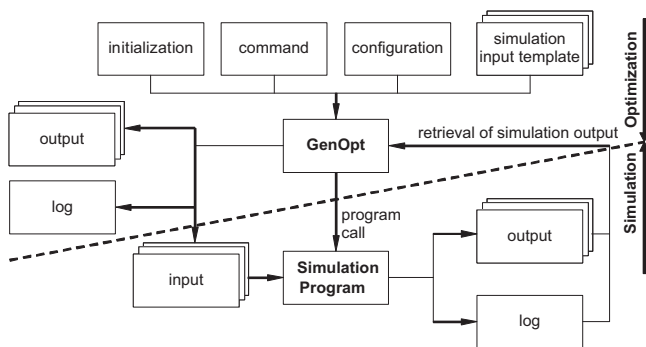 initialization
command
configuration
simulation
input template
Optimization
output
GenOpt
retrieval of simulation output
log
program
call
Simulation
input
Simulation
Program
output
log